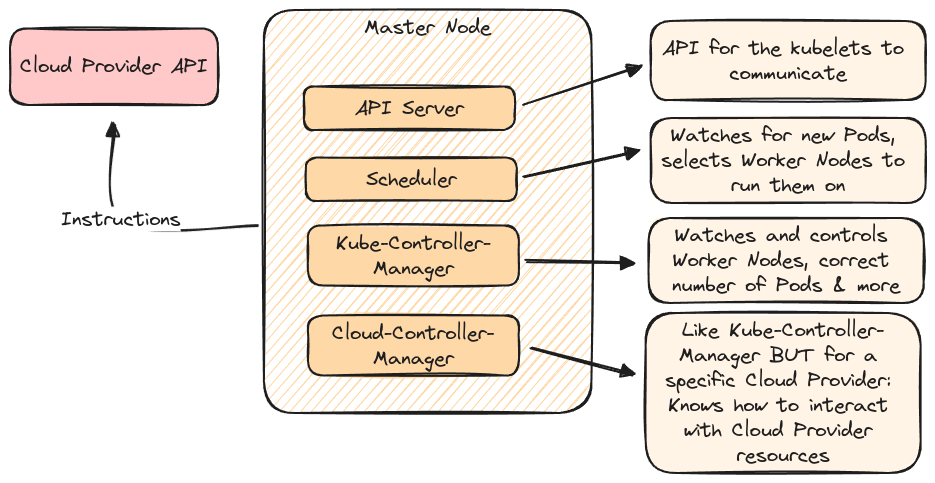 Cloud Provider API
Instructions
Master Node
API Server
Scheduler
Kube-Controller-
Manager
Cloud-Controller-
Manager
API for the kubelets to
communicate
Watches for new Pods,
selects Worker Nodes to
run them on
Watches and controls
Worker Nodes, correct
number of Pods & more
Like Kube-Controller-
Manager BUT for a
specific Cloud Provider:
Knows how to interact
with Cloud Provider
resources